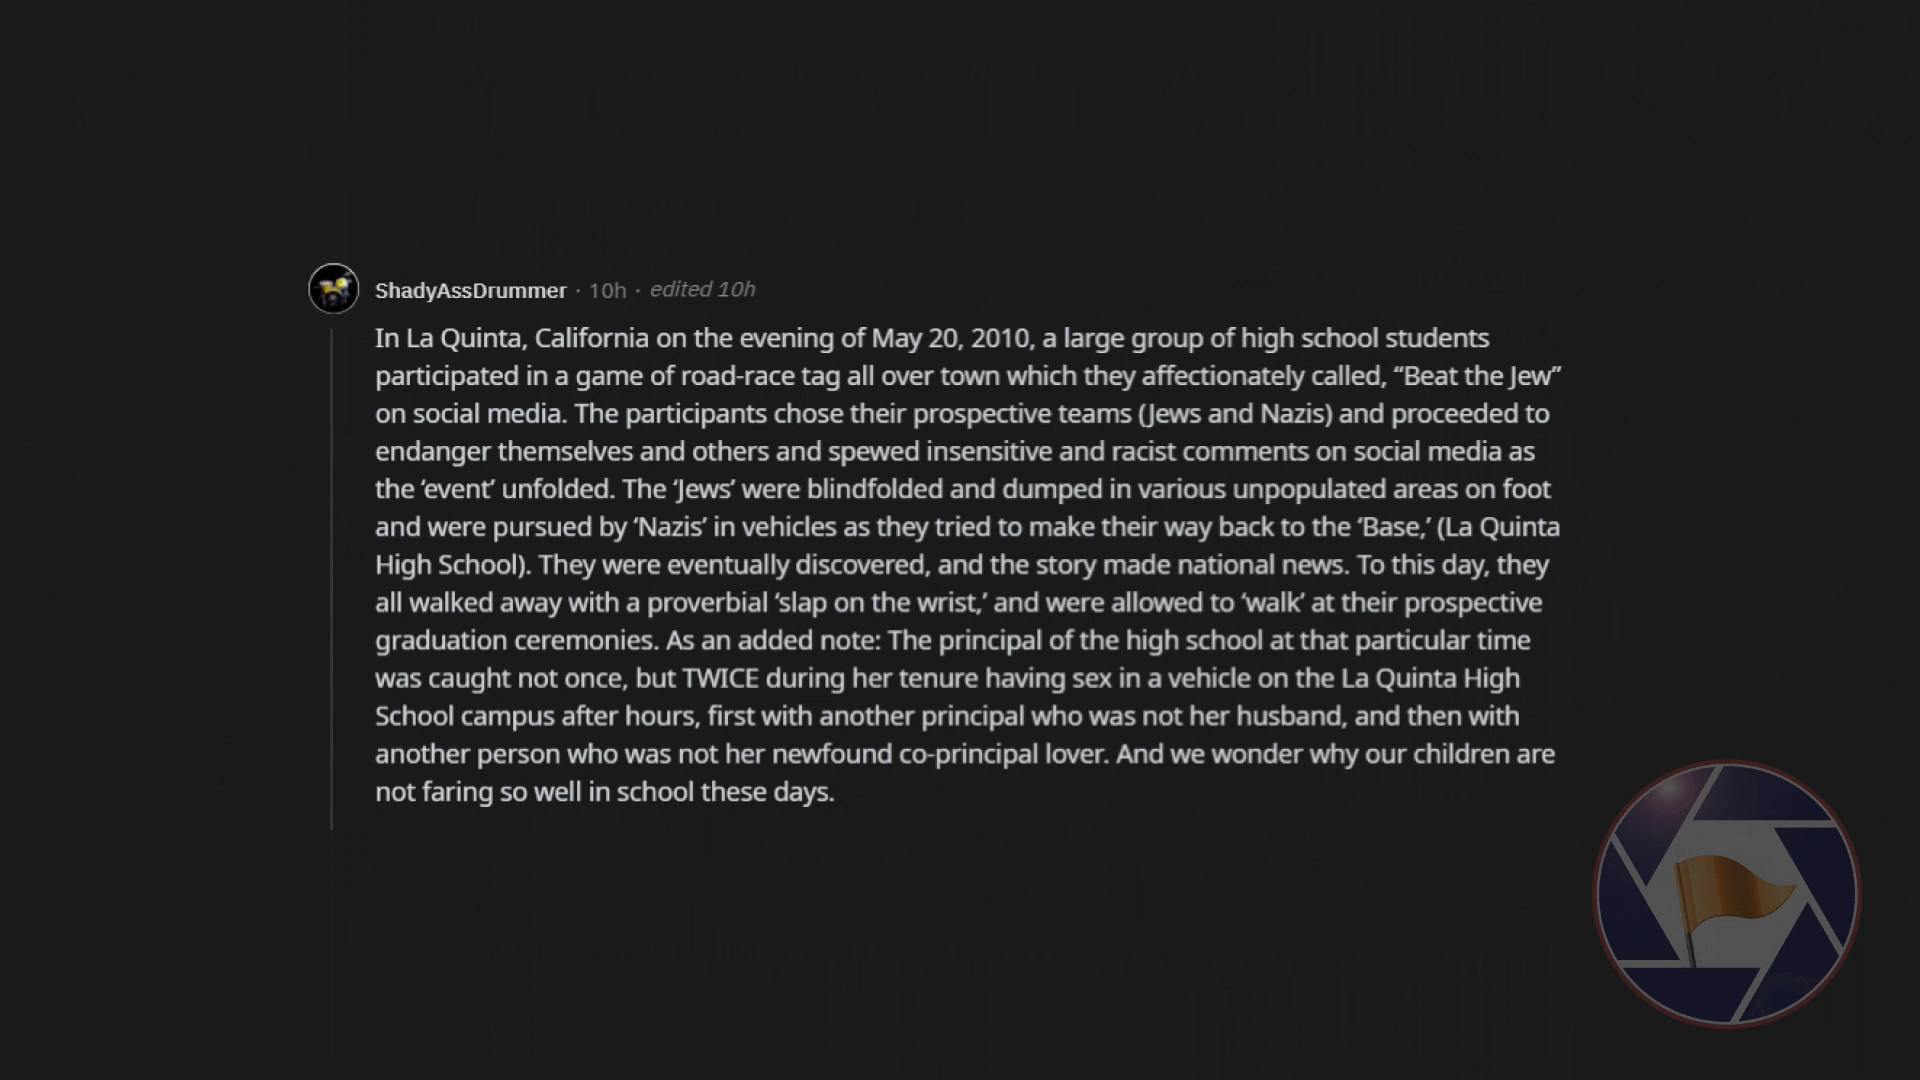 ShadyAssDrummer · 10h · edited 10h
In La Quinta, California on the evening of May 20, 2010, a large group of high school students
participated in a game of road-race tag all over town which they affectionately called, “Beat the Jew”
on social media. The participants chose their prospective teams (Jews and Nazis) and proceeded to
endanger themselves and others and spewed insensitive and racist comments on social media as
the ‘event’ unfolded. The ‘Jews’ were blindfolded and dumped in various unpopulated areas on foot
and were pursued by ‘Nazis’ in vehicles as they tried to make their way back to the ‘Base,’ (La Quinta
High School). They were eventually discovered, and the story made national news. To this day, they
all walked away with a proverbial ‘slap on the wrist,’ and were allowed to ‘walk’ at their prospective
graduation ceremonies. As an added note: The principal of the high school at that particular time
was caught not once, but TWICE during her tenure having sex in a vehicle on the La Quinta High
School campus after hours, first with another principal who was not her husband, and then with
another person who was not her newfound co-principal lover. And we wonder why our children are
not faring so well in school these days.